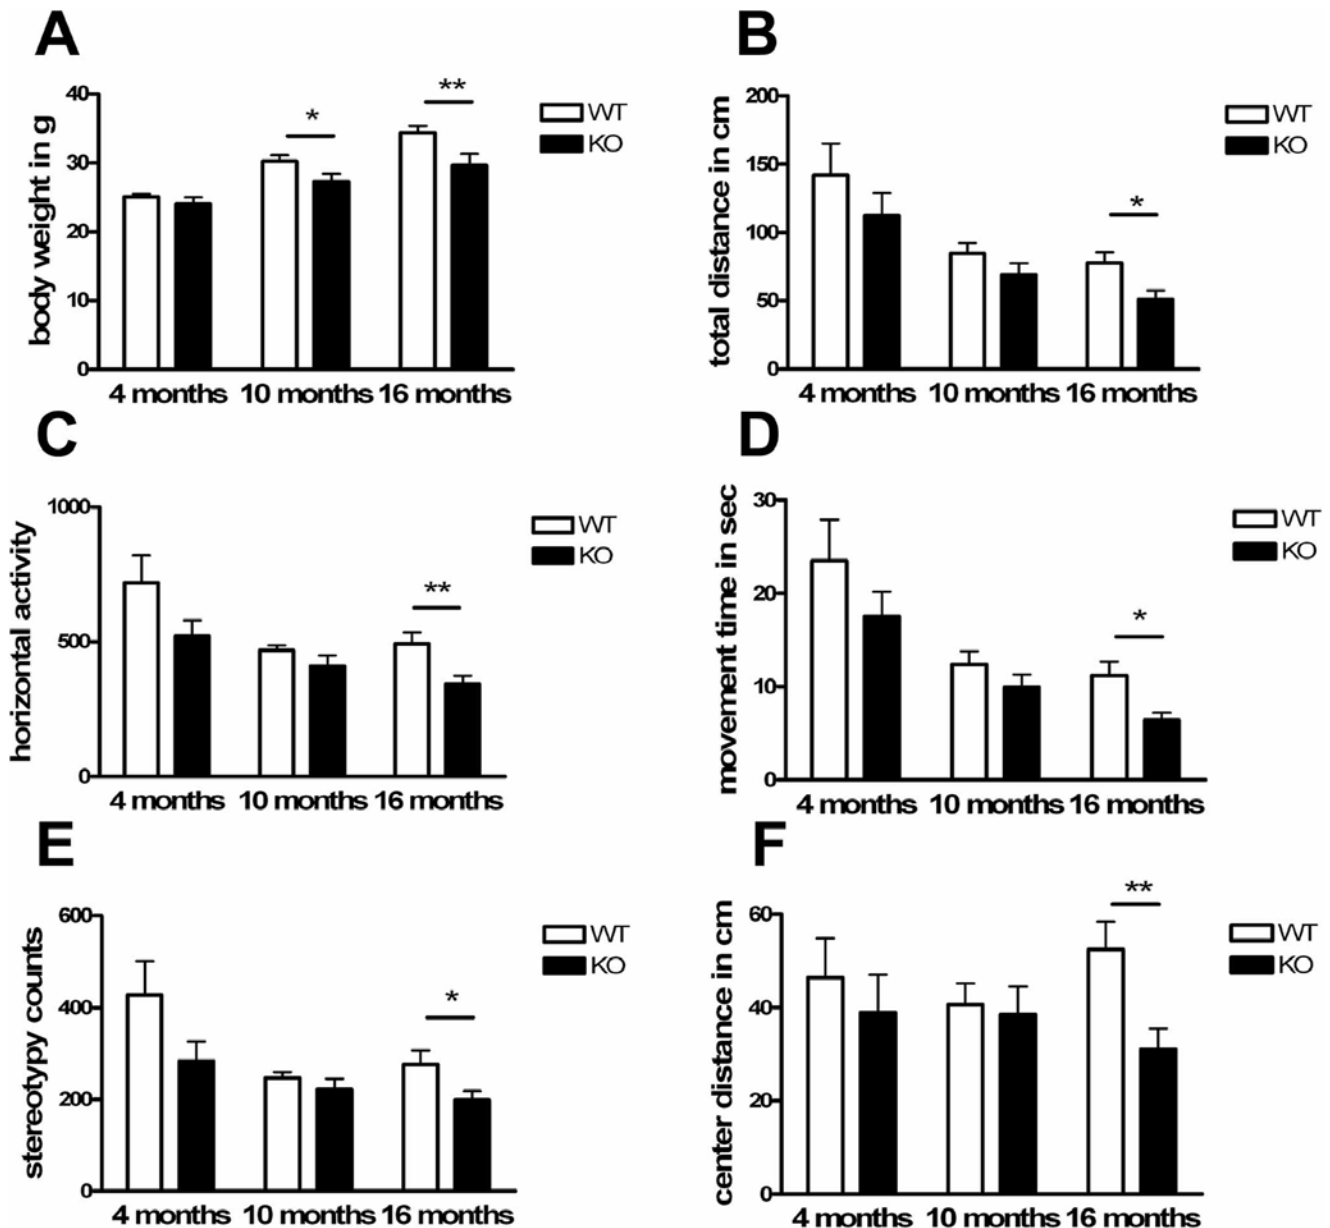 A
body weight in g
40
30
20
10
0
*
**
WT
KO
4 months 10 months 16 months
B
total distance in cm
200
150
100
50
0
*
WT
KO
4 months 10 months 16 months
C
horizontal activity
1000
500
0
**
WT
KO
4 months 10 months 16 months
D
movement time in sec
30
20
10
0
*
WT
KO
4 months 10 months 16 months
E
stereotypy counts
600
400
200
0
*
WT
KO
4 months 10 months 16 months
F
center distance in cm
60
40
20
0
**
WT
KO
4 months 10 months 16 months